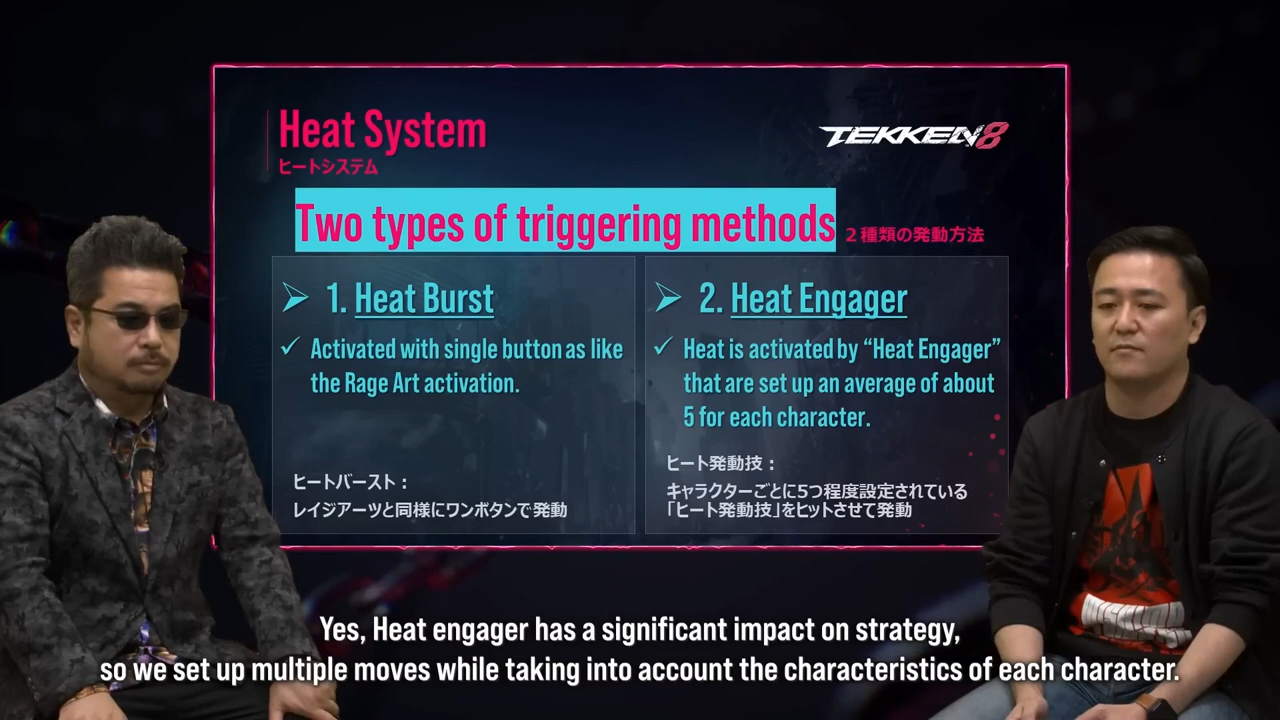 Heat System
ヒートシステム
TEKKEN8
Two types of triggering methods
2種類の発動方法
1. Heat Burst
Activated with single button as like
the Rage Art activation.
ヒートバースト：
レイジアーツと同様にワンボタンで発動
2. Heat Engager
Heat is activated by “Heat Engager”
that are set up an average of about
5 for each character.
ヒート発動技：
キャラクターごとに5つ程度設定されている
「ヒート発動技」をヒットさせて発動
Yes, Heat engager has a significant impact on strategy,
so we set up multiple moves while taking into account the characteristics of each character.